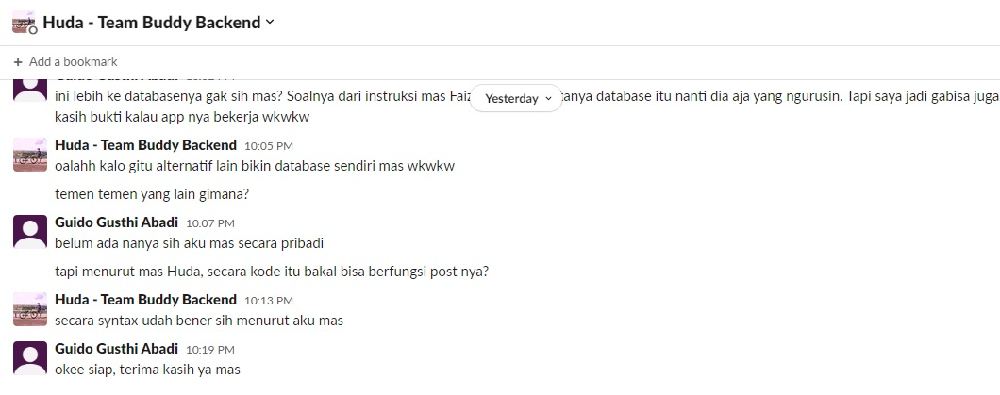 Huda - Team Buddy Backend
+ Add a bookmark
Yesterday
ini lebih ke databasenya gak sih mas? Soalnya dari instruksi mas Faiz tanya database itu nanti dia aja yang ngurusin. Tapi saya jadi gabisa juga
kasih bukti kalau app nya bekerja wkwkw
Huda - Team Buddy Backend 10:05 PM
oalahh kalo gitu alternatif lain bikin database sendiri mas wkwkw
temen temen yang lain gimana?
Guido Gusthi Abadi 10:07 PM
belum ada nanya sih aku mas secara pribadi
tapi menurut mas Huda, secara kode itu bakal bisa berfungsi post nya?
Huda - Team Buddy Backend 10:13 PM
secara syntax udah bener sih menurut aku mas
Guido Gusthi Abadi 10:19 PM
okee siap, terima kasih ya mas